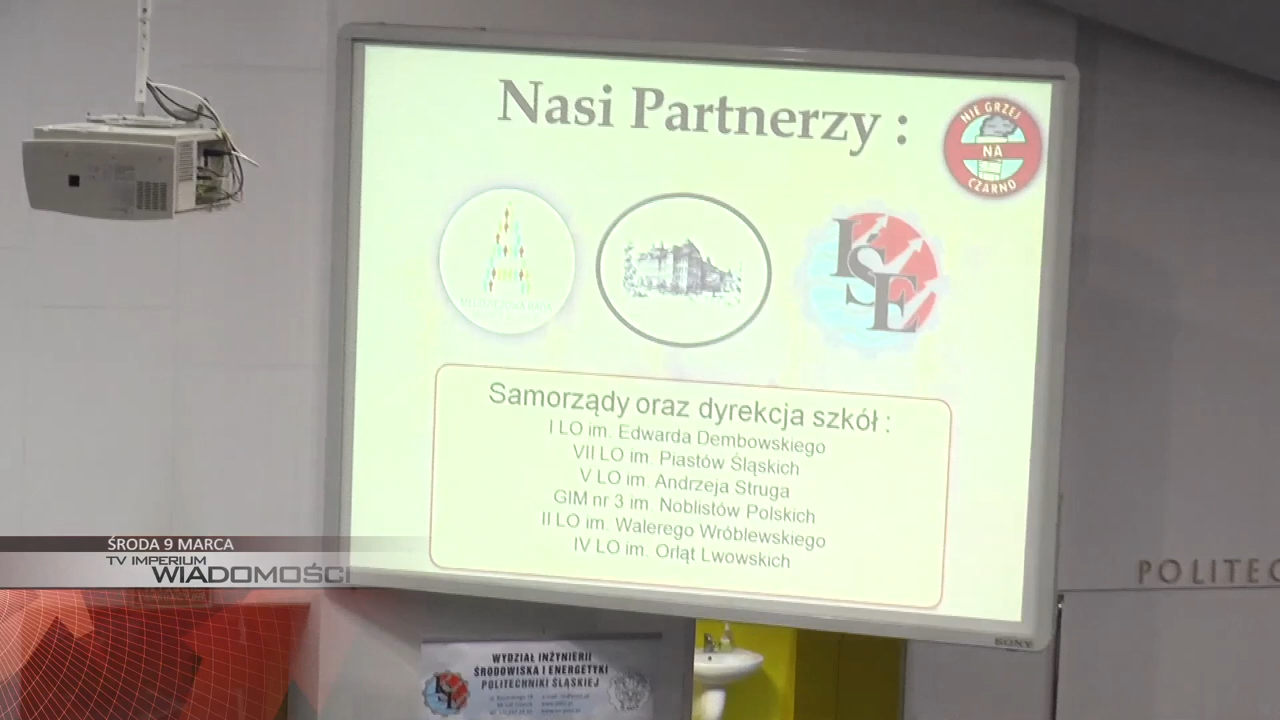 Nasi Partnerzy :
NIE GRZEJ
NA
CZARNO
IŚE
Samorządy oraz dyrekcja szkół :
I LO im. Edwarda Dembowskiego
VII LO im. Piastów Śląskich
V LO im. Andrzeja Struga
GIM nr 3 im. Noblistów Polskich
II LO im. Walerego Wróblewskiego
IV LO im. Orląt Lwowskich
SONY
POLITEC
ŚRODA 9 MARCA
TV IMPERIUM
WIADOMOŚCI
WYDZIAŁ INŻYNIERII
ŚRODOWISKA I ENERGETYKI
POLITECHNIKI ŚLĄSKIEJ
IŚE